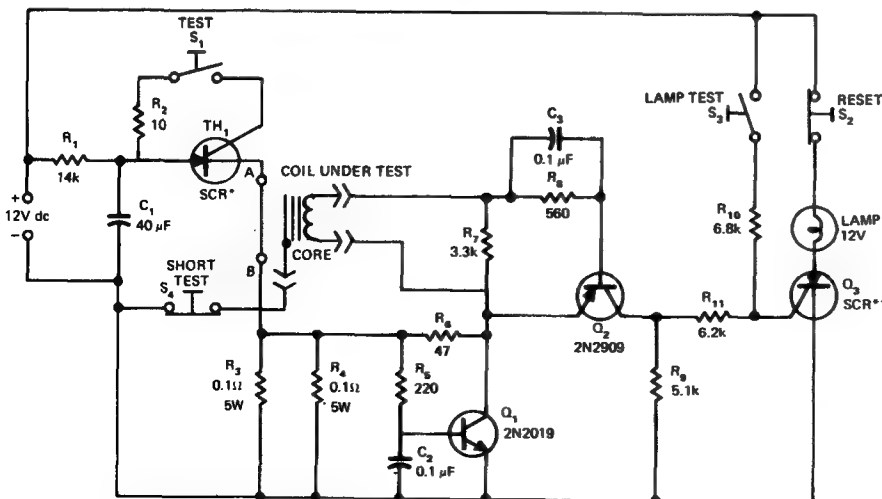 TEST
S1
R2
10
TH1
SCR*
R1
14k
+
12V dc
−
C1
40 µF
A
B
SHORT
TEST
S4
COIL UNDER TEST
CORE
C3
0.1 µF
R8
560
R7
3.3k
LAMP TEST
S3
RESET
S2
R10
6.8k
LAMP
12V
Q2
2N2909
R11
6.2k
Q3
SCR**
R6
47
R3
0.1Ω
5W
R4
0.1Ω
5W
R5
220
Q1
2N2019
C2
0.1 µF
R9
5.1k